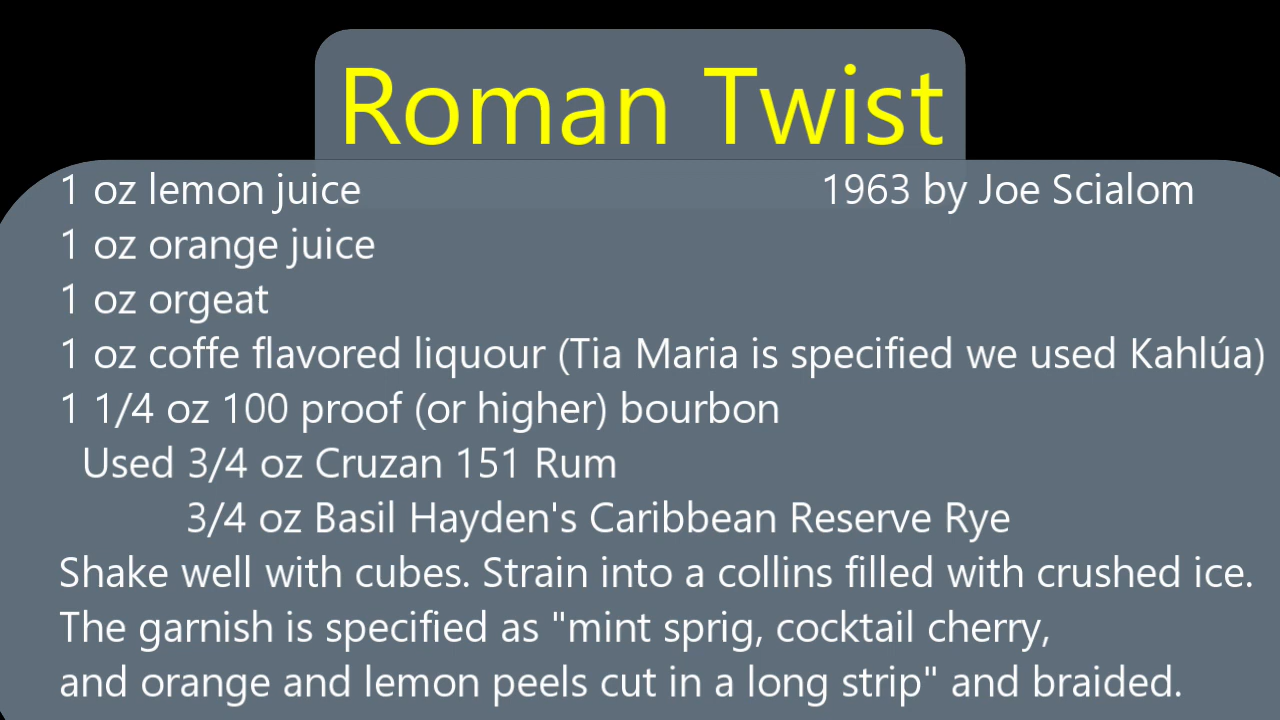 Roman Twist
1 oz lemon juice 1963 by Joe Scialom
1 oz orange juice
1 oz orgeat
1 oz coffe flavored liquour (Tia Maria is specified we used Kahlúa)
1 1/4 oz 100 proof (or higher) bourbon
Used 3/4 oz Cruzan 151 Rum
3/4 oz Basil Hayden's Caribbean Reserve Rye
Shake well with cubes. Strain into a collins filled with crushed ice.
The garnish is specified as "mint sprig, cocktail cherry,
and orange and lemon peels cut in a long strip" and braided.